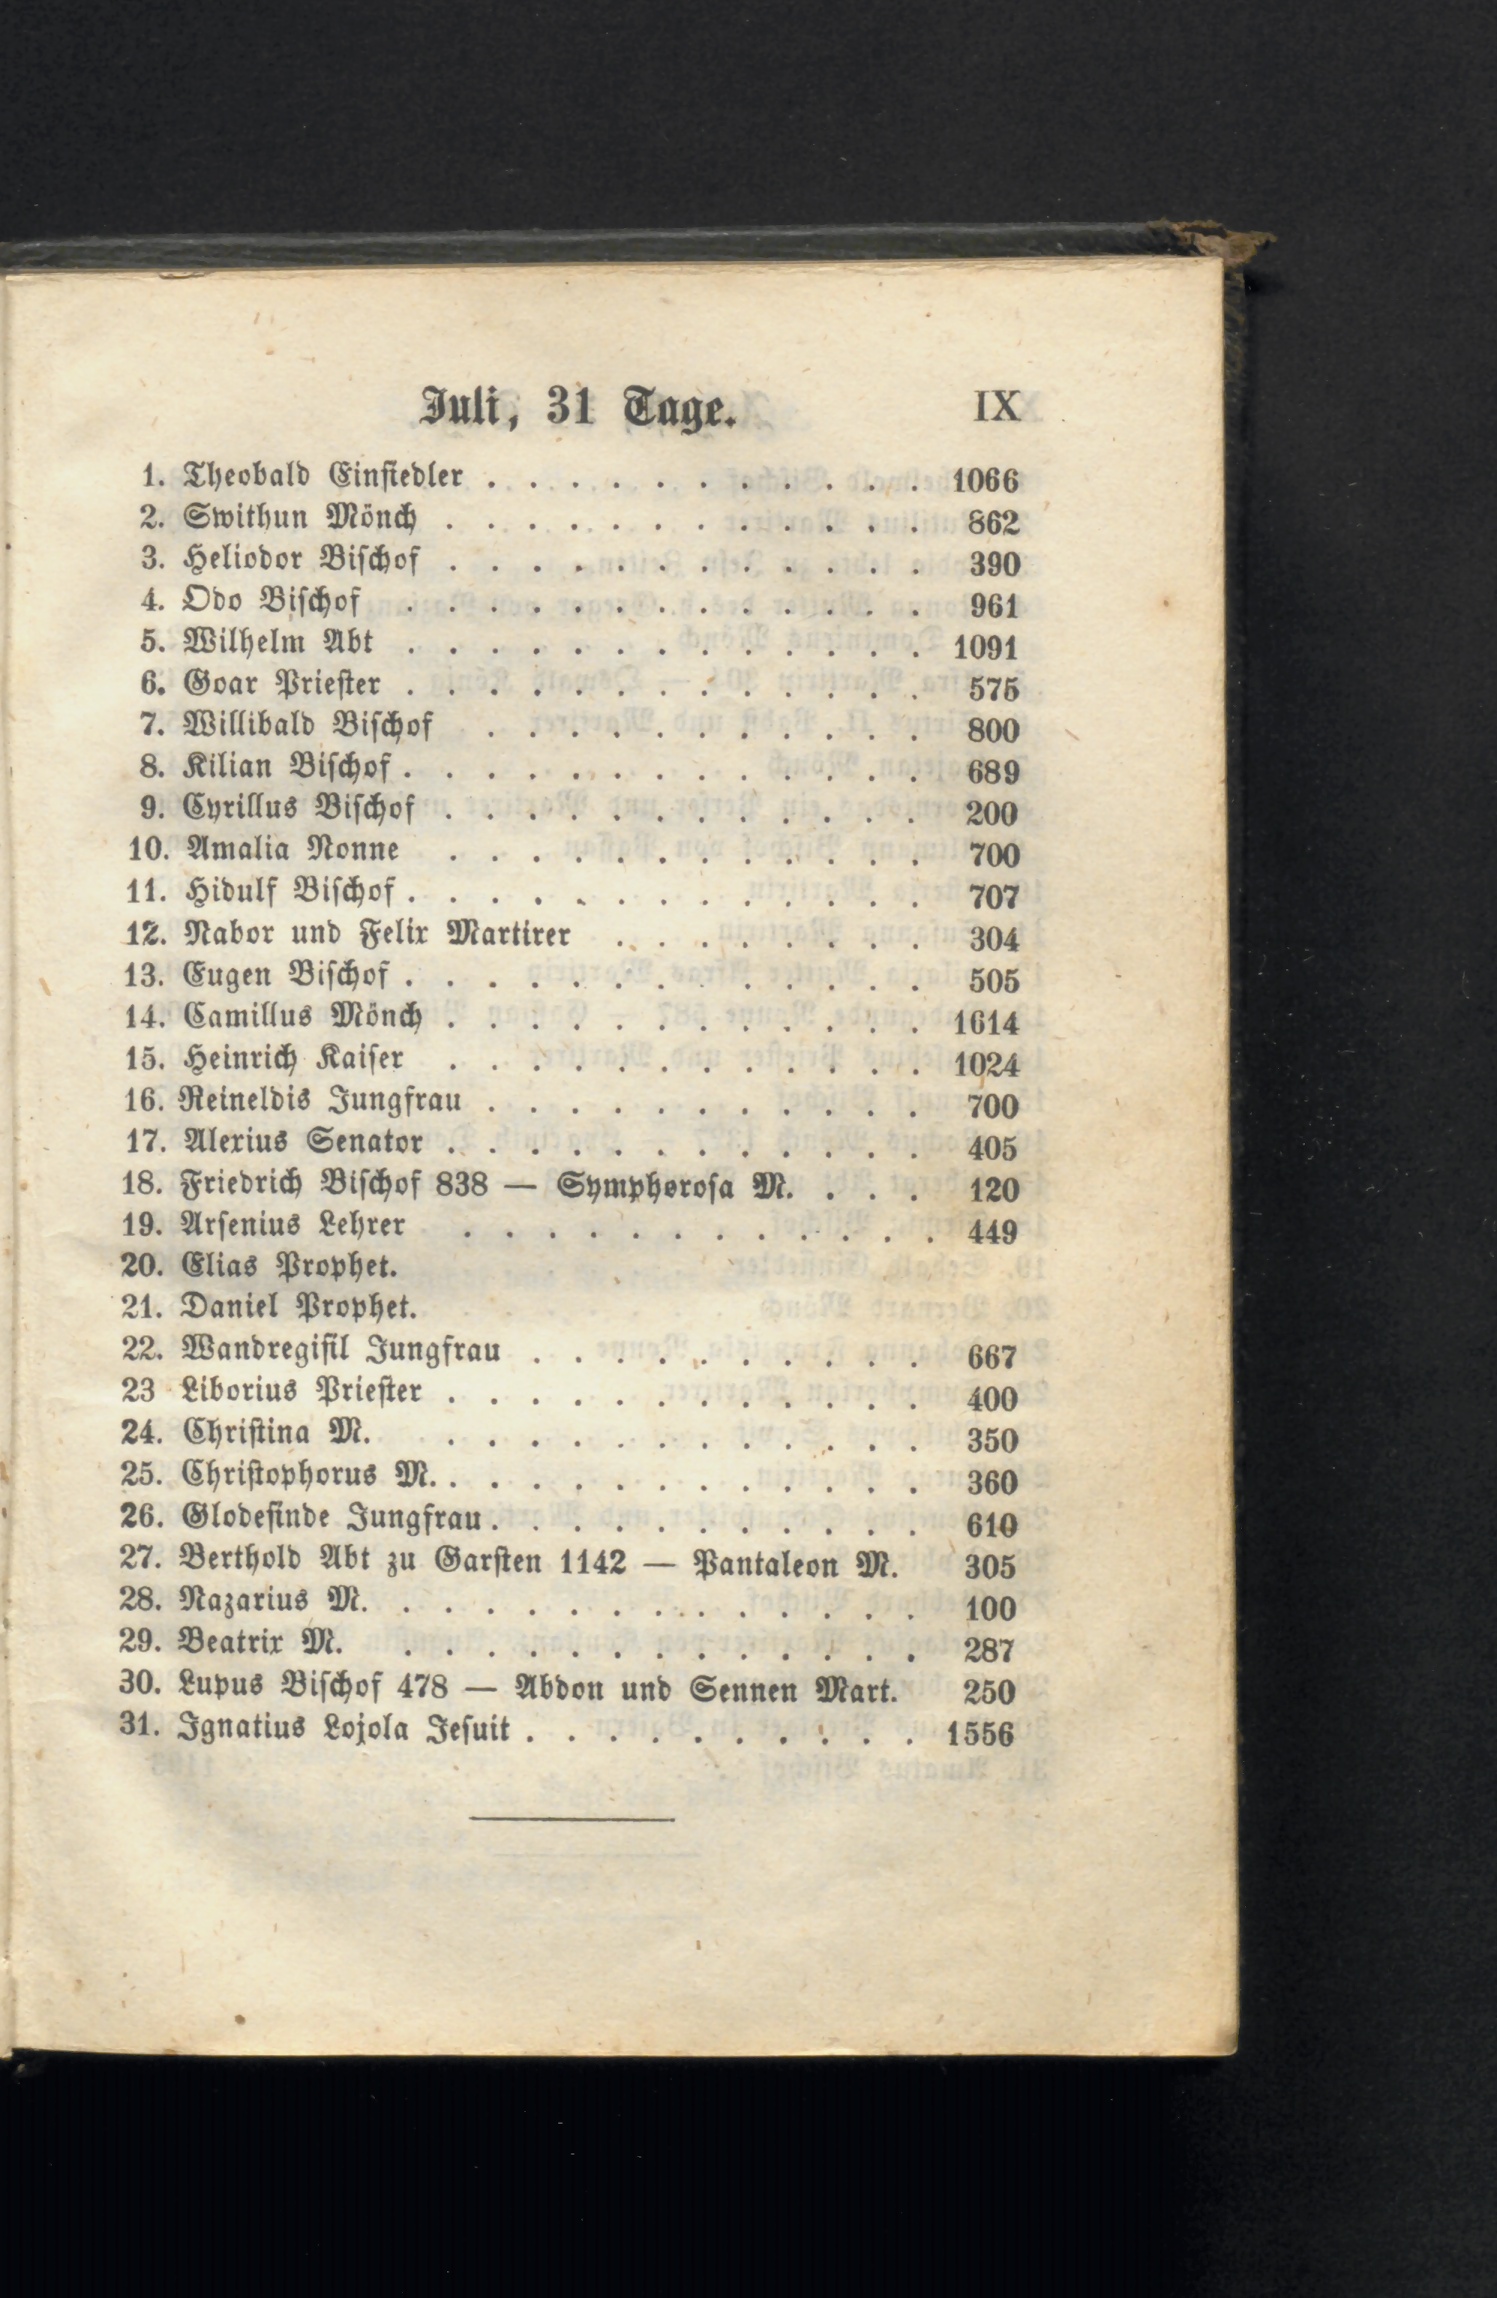 Juli, 31 Tage. IX
1. Theobald Einsiedler . . . . . . . . . . . 1066
2. Swithun Mönch . . . . . . . . . . . . 862
3. Heliodor Bischof . . . . . . . . . . . . 390
4. Odo Bischof . . . . . . . . . . . . . 961
5. Wilhelm Abt . . . . . . . . . . . . . 1091
6. Goar Priester . . . . . . . . . . . . . 575
7. Willibald Bischof . . . . . . . . . . . 800
8. Kilian Bischof . . . . . . . . . . . . . 689
9. Cyrillus Bischof . . . . . . . . . . . . 200
10. Amalia Nonne . . . . . . . . . . . . 700
11. Hidulf Bischof . . . . . . . . . . . . . 707
12. Nabor und Felix Martirer . . . . . . . . 304
13. Eugen Bischof . . . . . . . . . . . . . 505
14. Camillus Mönch . . . . . . . . . . . . 1614
15. Heinrich Kaiser . . . . . . . . . . . . 1024
16. Reineldis Jungfrau . . . . . . . . . . . 700
17. Alexius Senator . . . . . . . . . . . . 405
18. Friedrich Bischof 838 — Symphorosa M. . . . 120
19. Arsenius Lehrer . . . . . . . . . . . . 449
20. Elias Prophet.
21. Daniel Prophet.
22. Wandregisil Jungfrau . . . . . . . . . . 667
23 Liborius Priester . . . . . . . . . . . . 400
24. Christina M. . . . . . . . . . . . . 350
25. Christophorus M. . . . . . . . . . . . . 360
26. Glodesinde Jungfrau . . . . . . . . . . . 610
27. Berthold Abt zu Garsten 1142 — Pantaleon M. 305
28. Nazarius M. . . . . . . . . . . . . . 100
29. Beatrix M. . . . . . . . . . . . . . 287
30. Lupus Bischof 478 — Abdon und Sennen Mart. 250
31. Ignatius Lojola Jesuit . . . . . . . . . . 1556